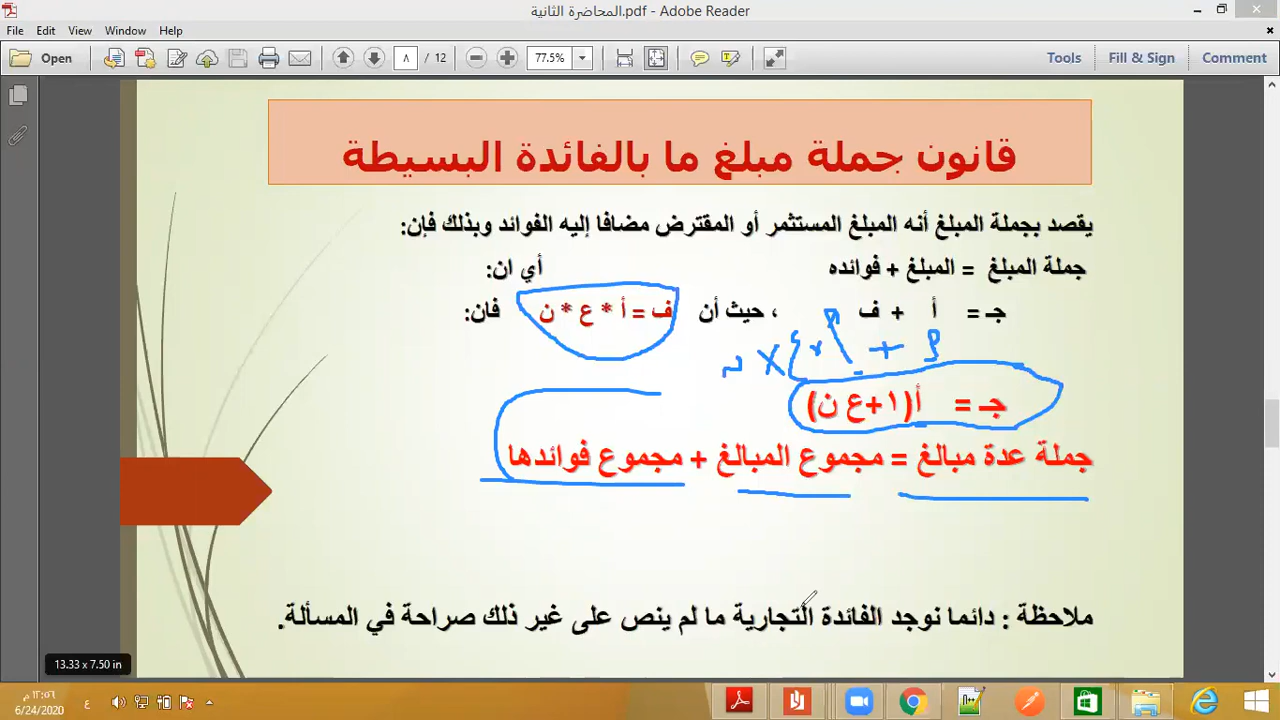 المحاضرة الثانية.pdf - Adobe Reader
File Edit View Window Help
Open ٨ / 12 77.5% Tools Fill & Sign Comment
قانون جملة مبلغ ما بالفائدة البسيطة
يقصد بجملة المبلغ أنه المبلغ المستثمر أو المقترض مضافا إليه الفوائد وبذلك فإن:
جملة المبلغ = المبلغ + فوائده أي ان:
جـ = أ + ف ، حيث أن ف = أ * ع * ن فان:
جـ = أ(١+ع ن)
جملة عدة مبالغ = مجموع المبالغ + مجموع فوائدها
ملاحظة : دائما نوجد الفائدة التجارية ما لم ينص على غير ذلك صراحة في المسألة.
13.33 x 7.50 in
١٢:٥٦ م
ع
6/24/2020